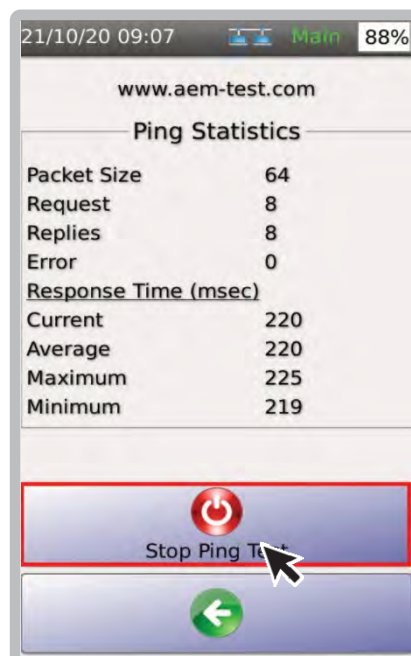 21/10/20 09:07 Main 88%
www.aem-test.com
Ping Statistics
Packet Size 64
Request 8
Replies 8
Error 0
Response Time (msec)
Current 220
Average 220
Maximum 225
Minimum 219
Stop Ping Test